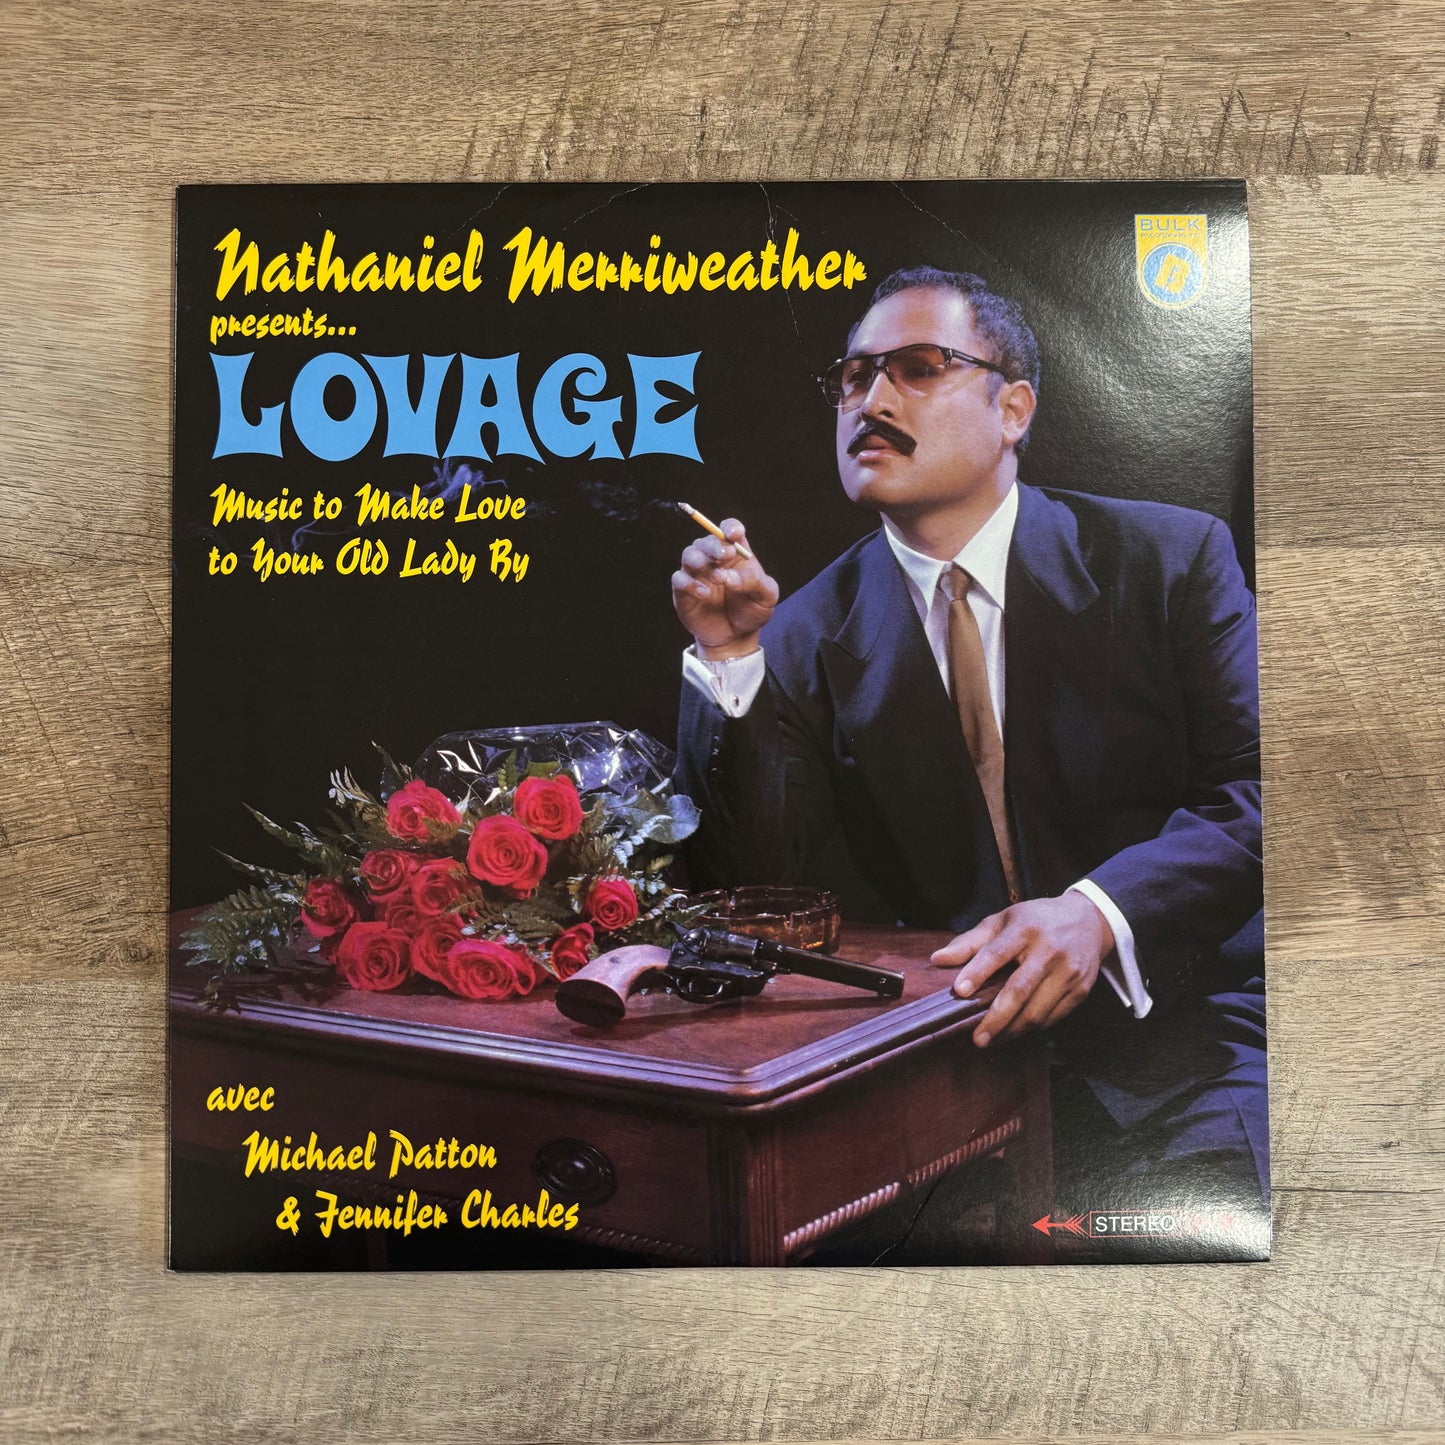 Nathaniel Merriweather
presents...
LOVAGE
Music to Make Love
to Your Old Lady By
avec
Michael Patton
& Jennifer Charles
BULK
STEREO